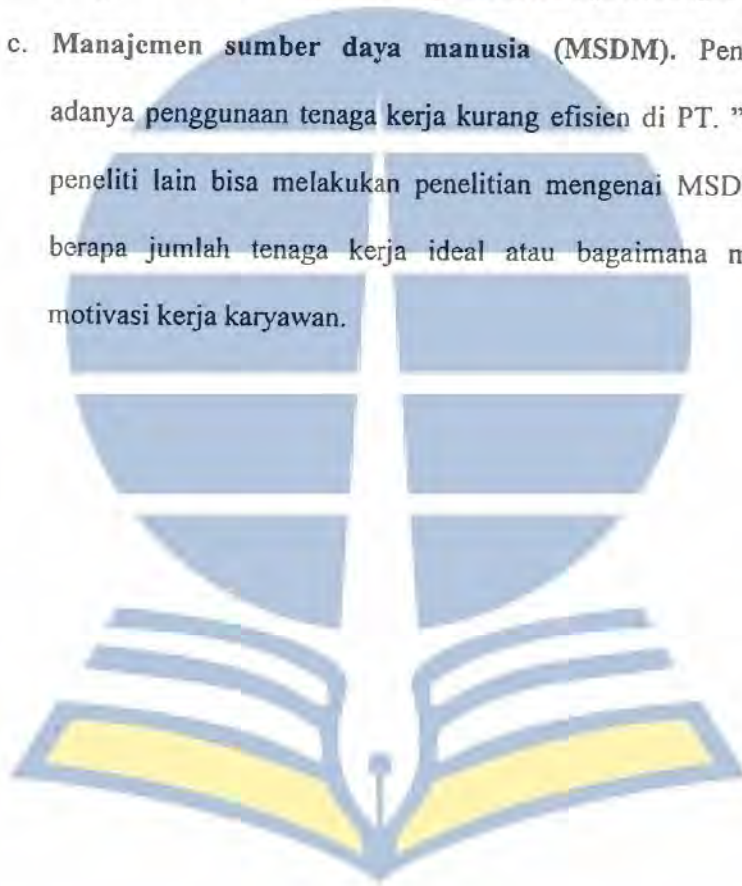 c. Manajemen sumber daya manusia (MSDM). Pen
adanya penggunaan tenaga kerja kurang efisien di PT. ”
peneliti lain bisa melakukan penelitian mengenai MSD
berapa jumlah tenaga kerja ideal atau bagaimana m
motivasi kerja karyawan.